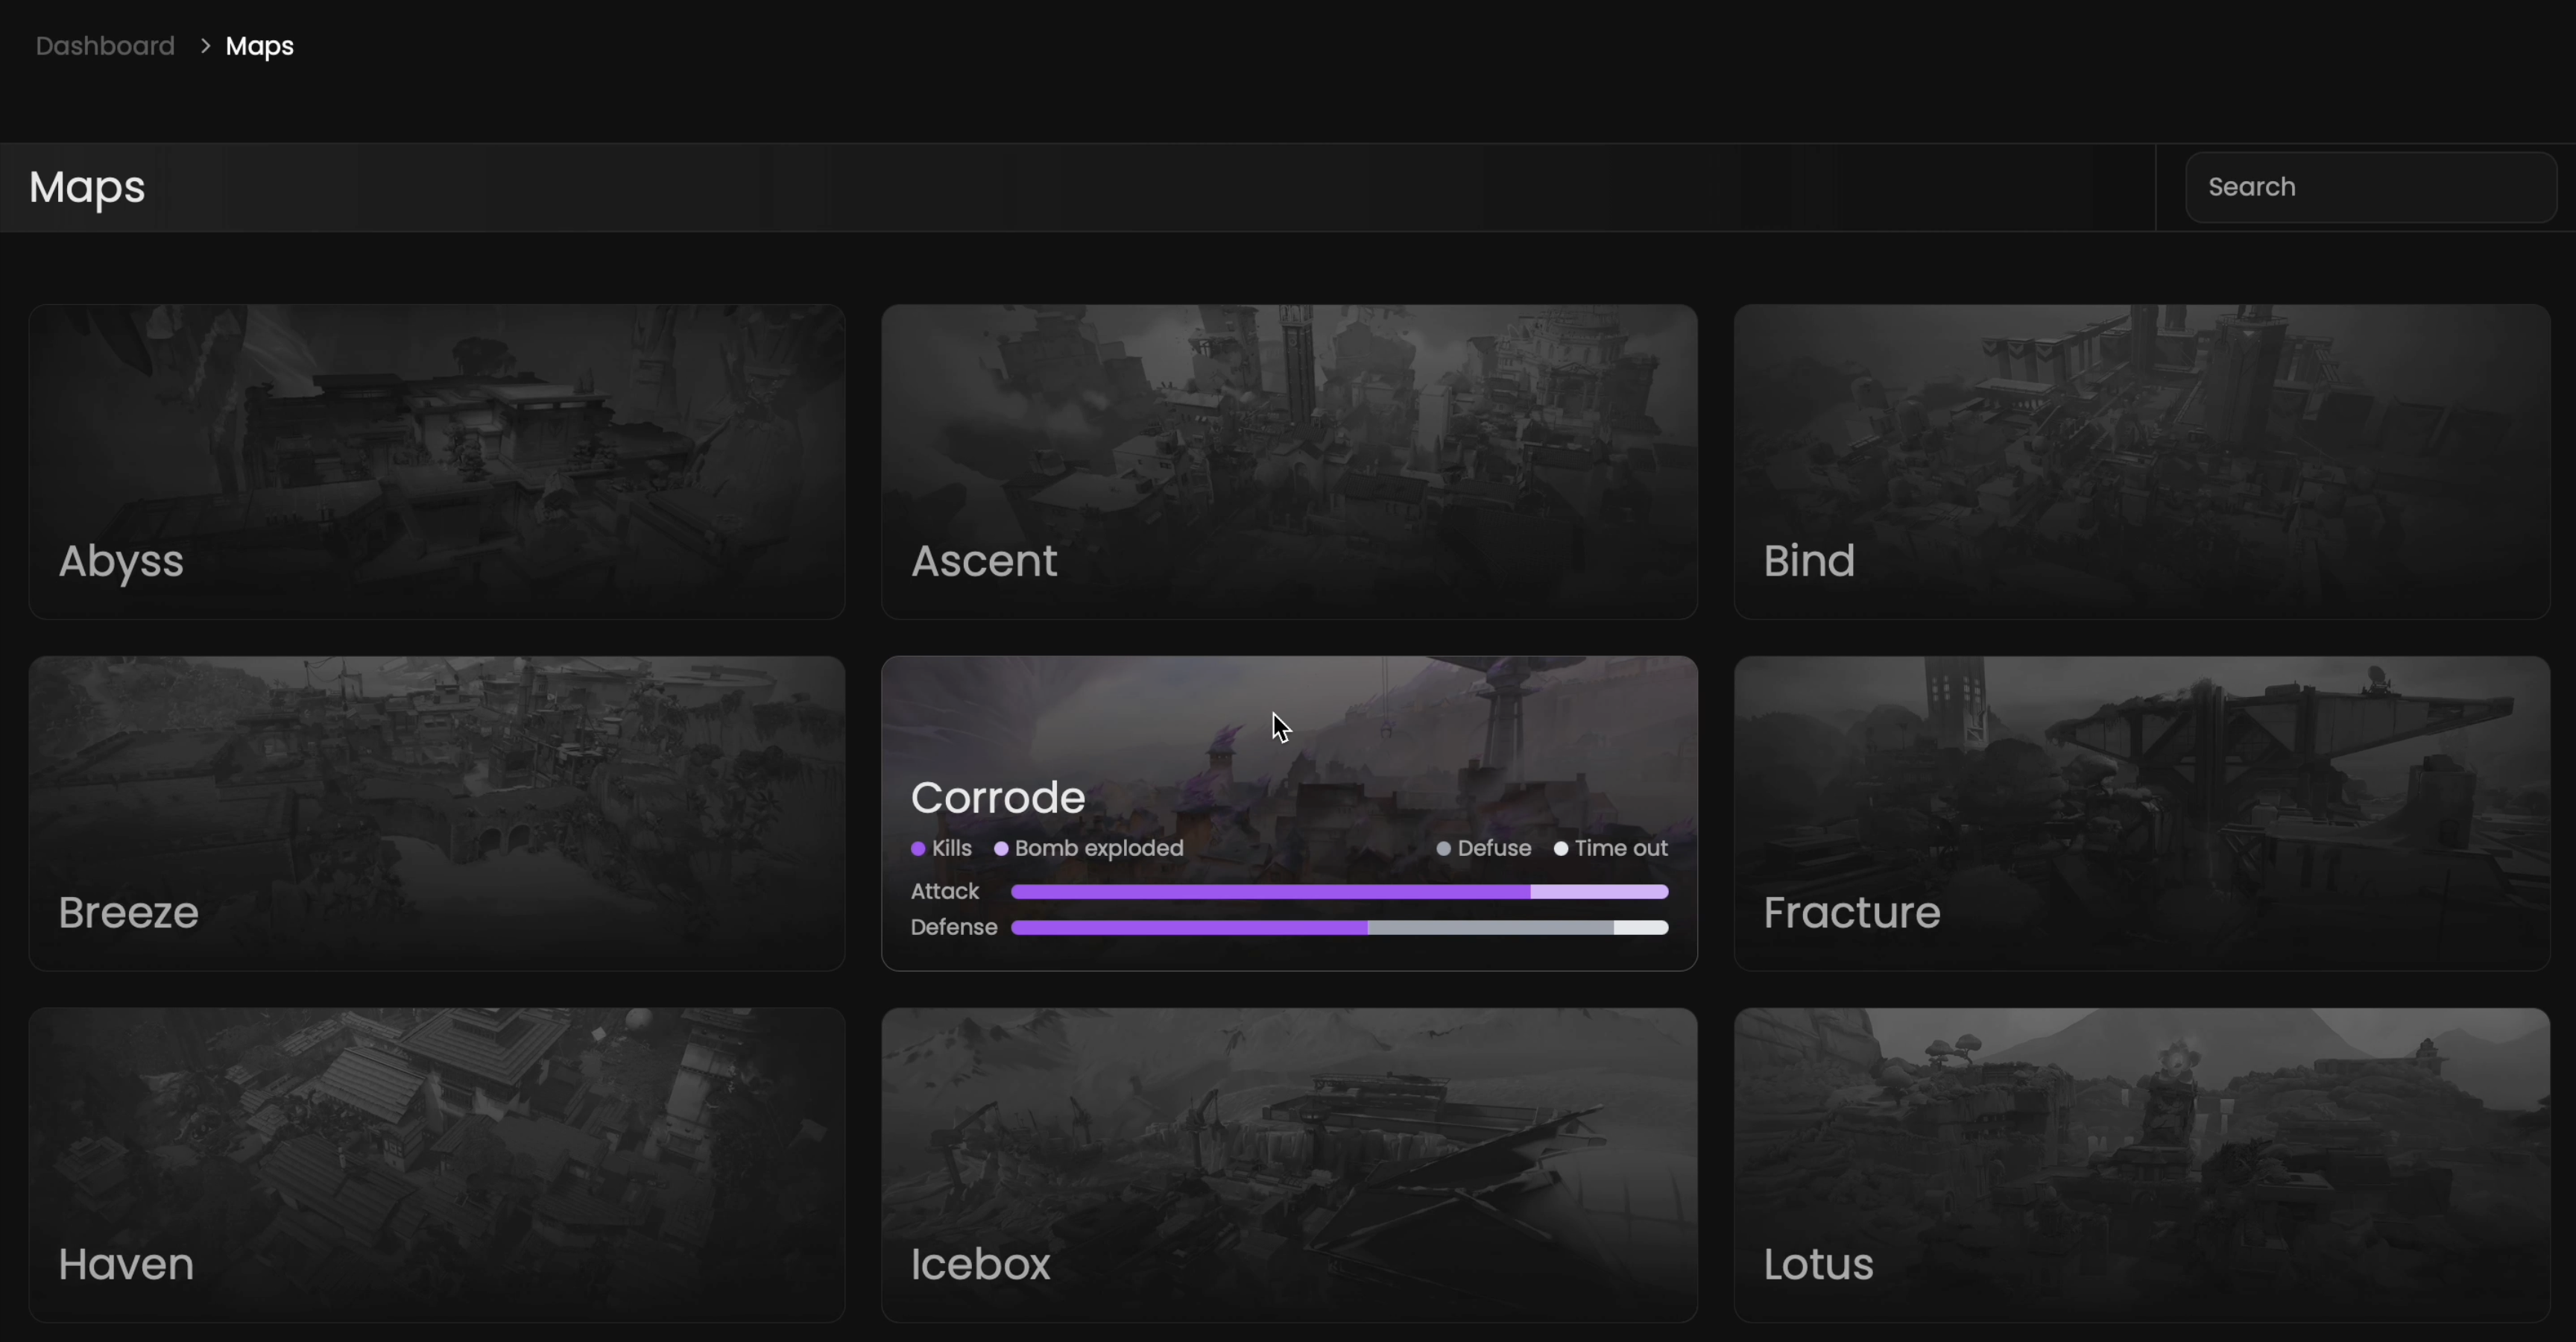 Dashboard > Maps
Maps
Search
Abyss
Ascent
Bind
Breeze
Corrode
Kills Bomb exploded Defuse Time out
Attack
Defense
Fracture
Haven
Icebox
Lotus